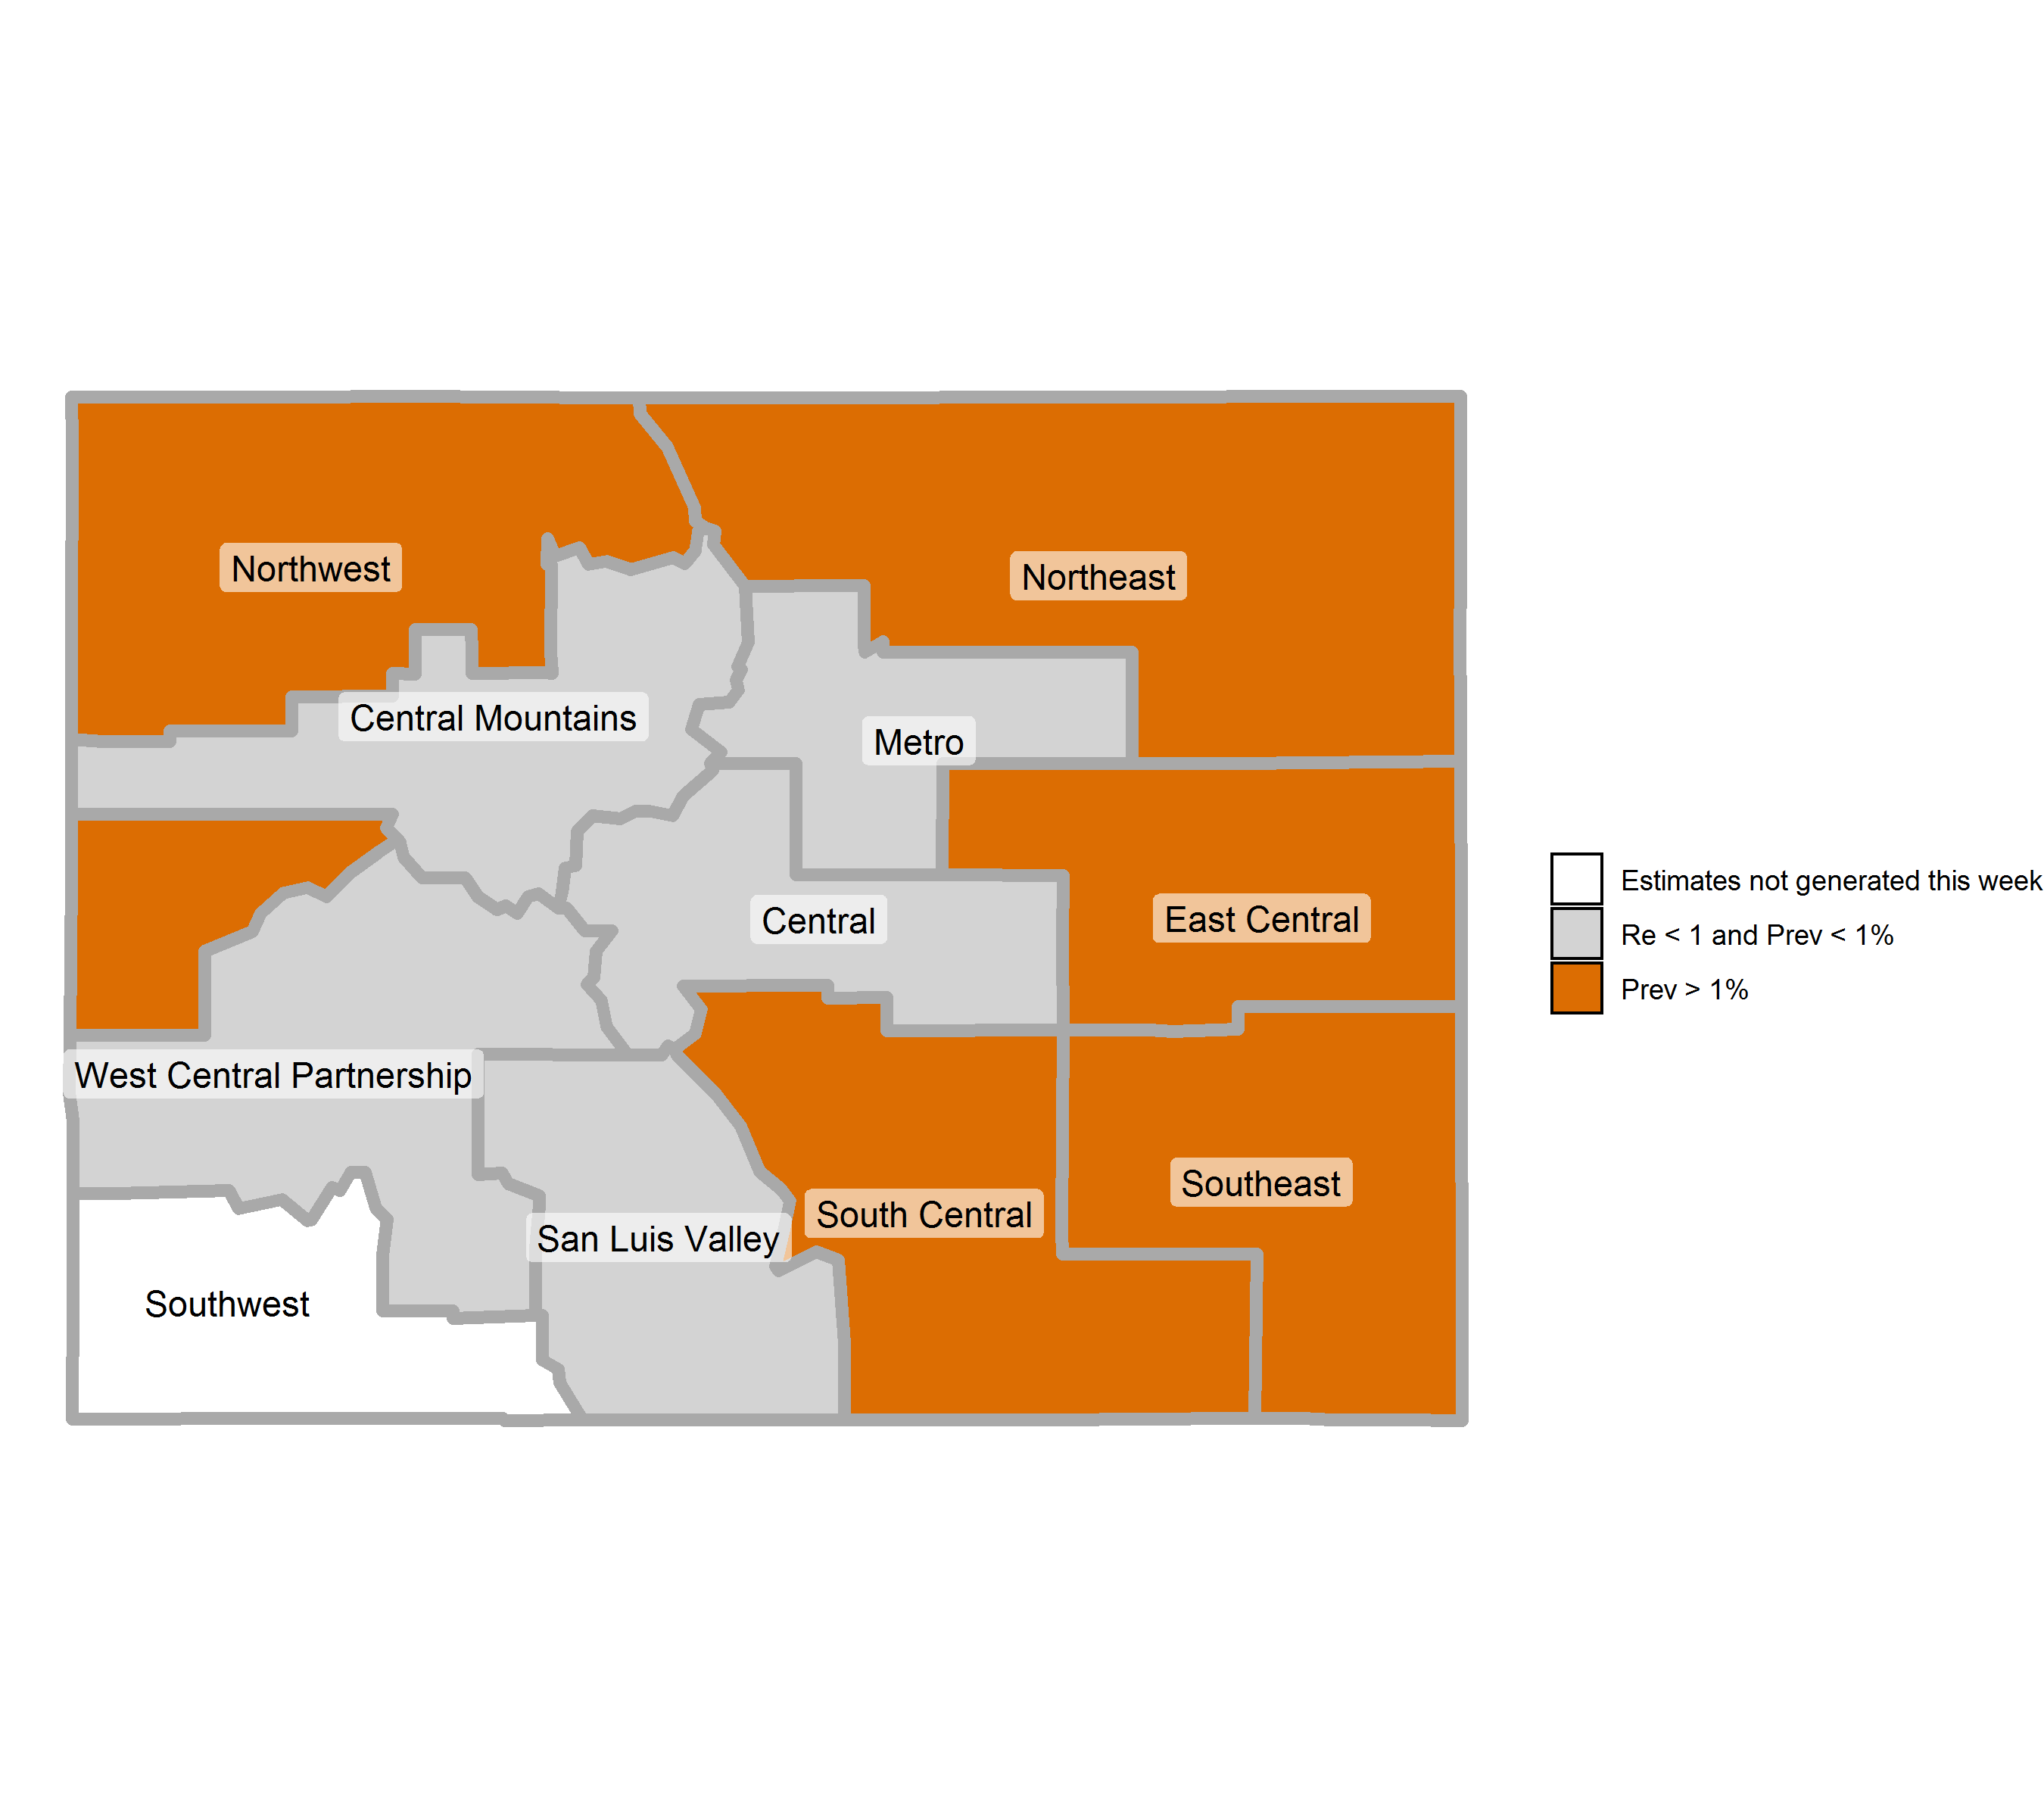 Northwest
Northeast
Central Mountains
Metro
Central
East Central
West Central Partnership
Southeast
South Central
San Luis Valley
Southwest
Estimates not generated this week
Re < 1 and Prev < 1%
Prev > 1%